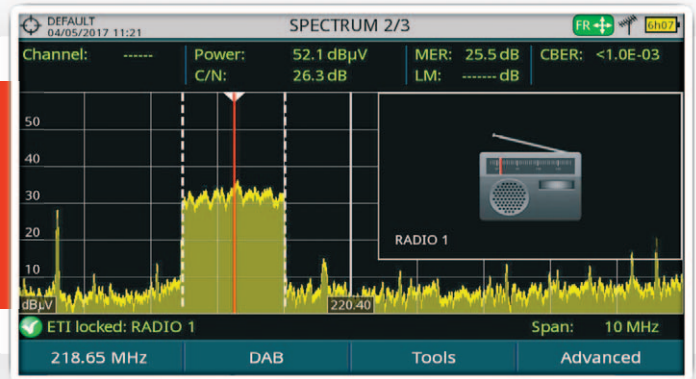 DEFAULT
04/05/2017 11:21
SPECTRUM 2/3
FR
6h07
Channel: ------
Power: 52.1 dBµV
MER: 25.5 dB
CBER: <1.0E-03
C/N: 26.3 dB
LM: ------- dB
50
40
30
20
10
dBµV
220.40
RADIO 1
ETI locked: RADIO 1
Span: 10 MHz
218.65 MHz
DAB
Tools
Advanced